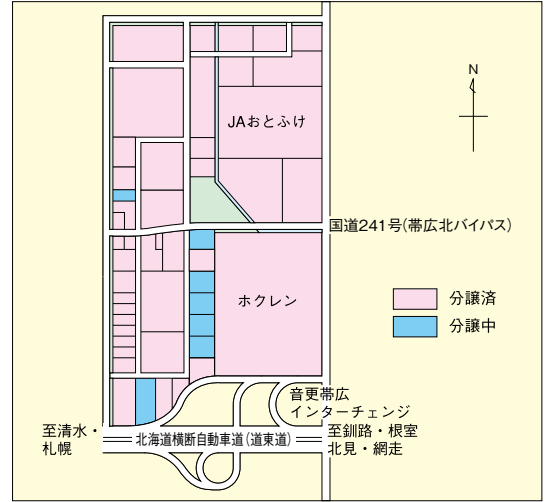 N
JAおとふけ
国道241号(帯広北バイパス)
ホクレン
分譲済
分譲中
音更帯広
インターチェンジ
至清水・
札幌
北海道横断自動車道(道東道)
至釧路・根室
北見・網走